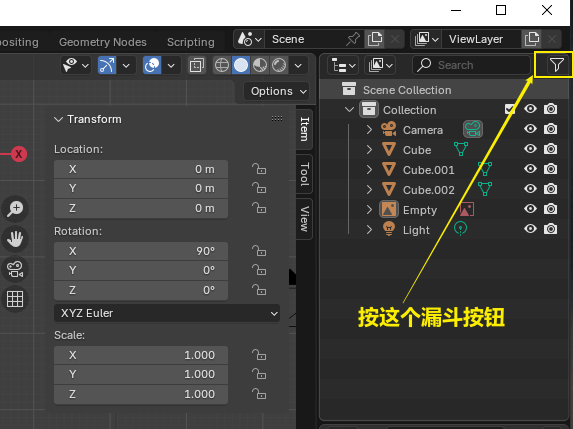 positing Geometry Nodes Scripting Scene ViewLayer
Search
Options
Scene Collection
Transform
Collection
Item
Camera
Location:
Cube
X 0 m
Cube.001
Tool
Y 0 m
Cube.002
Z 0 m
Empty
View
Rotation:
Light
X 90°
Y 0°
Z 0°
XYZ Euler
按这个漏斗按钮
Scale:
X 1.000
Y 1.000
Z 1.000
X